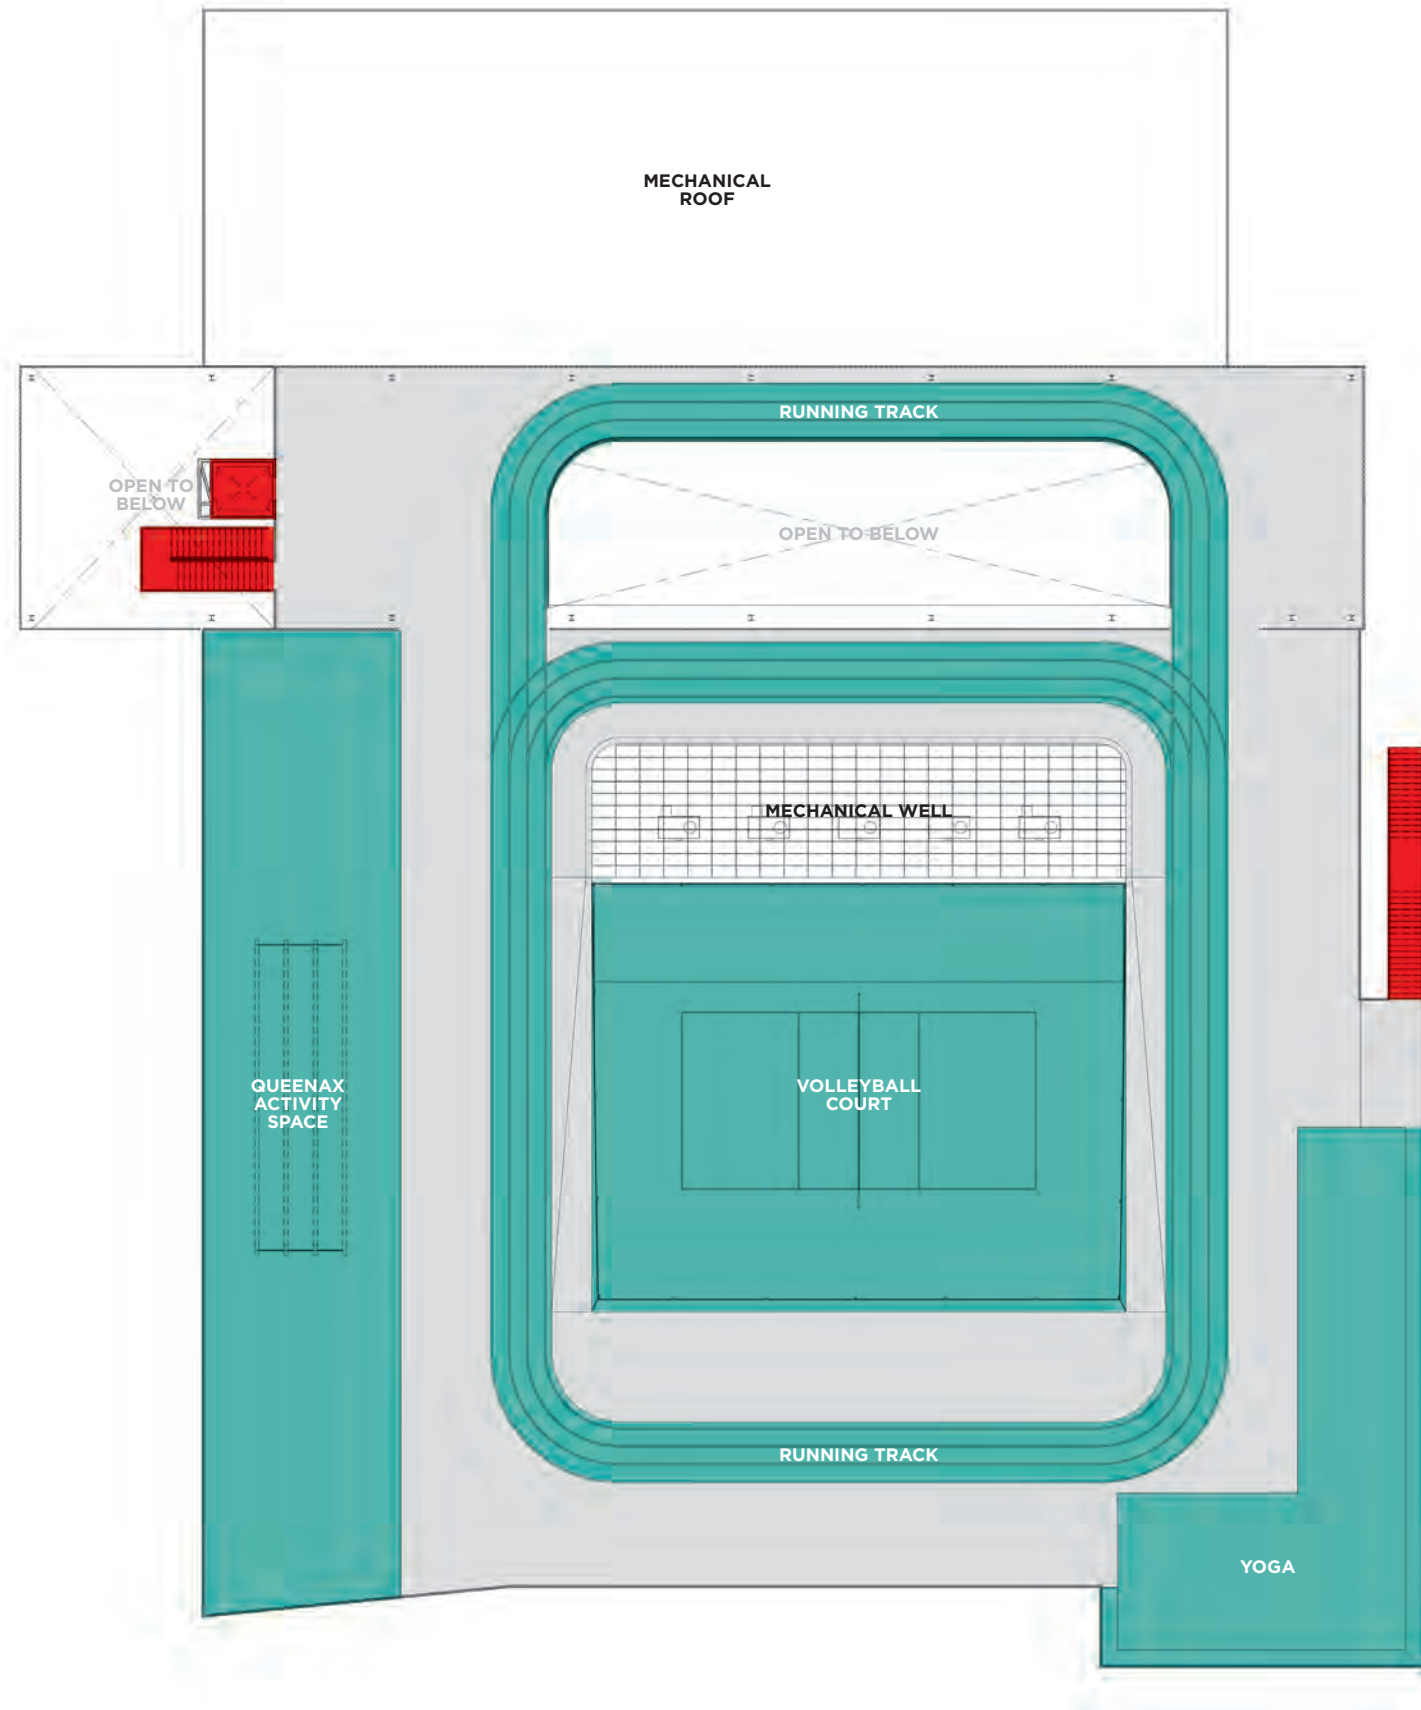 MECHANICAL
ROOF
RUNNING TRACK
OPEN TO
BELOW
OPEN TO BELOW
MECHANICAL WELL
QUEENAX
ACTIVITY
SPACE
VOLLEYBALL
COURT
RUNNING TRACK
YOGA